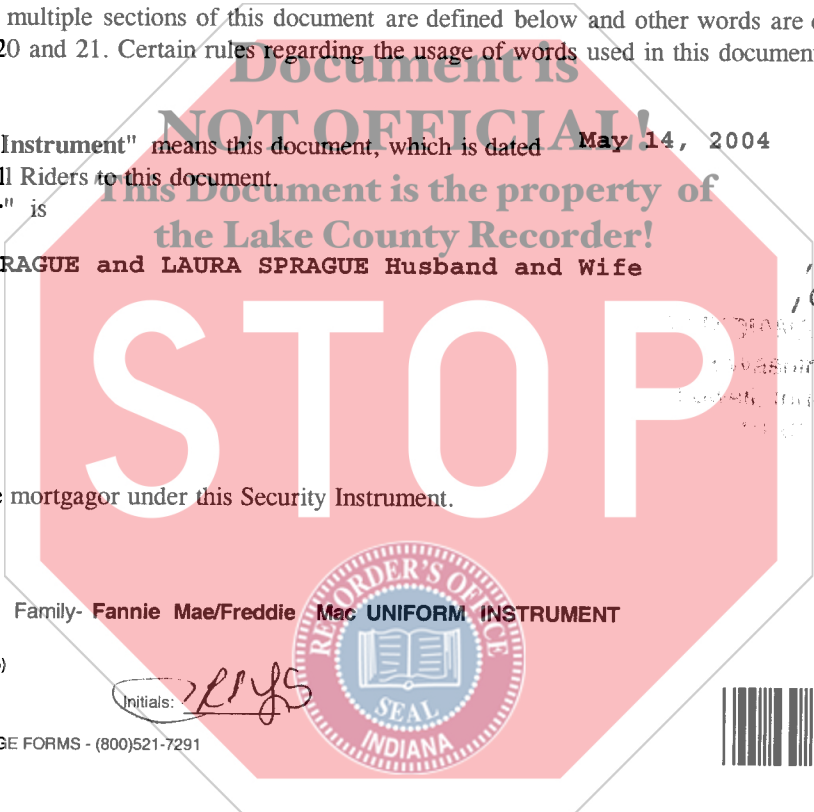 multiple sections of this document are defined below and other words are
20 and 21. Certain rules regarding the usage of words used in this document
Document is
NOT OFFICIAL!
Instrument" means this document, which is dated May 14, 2004
ll Riders to this document.
This Document is the property of
" is
the Lake County Recorder!
RAGUE and LAURA SPRAGUE Husband and Wife
STOP
mortgagor under this Security Instrument.
RECORDER'S OFFICE
Family- Fannie Mae/Freddie Mac UNIFORM INSTRUMENT
Initials:
SEAL
INDIANA
GE FORMS - (800)521-7291